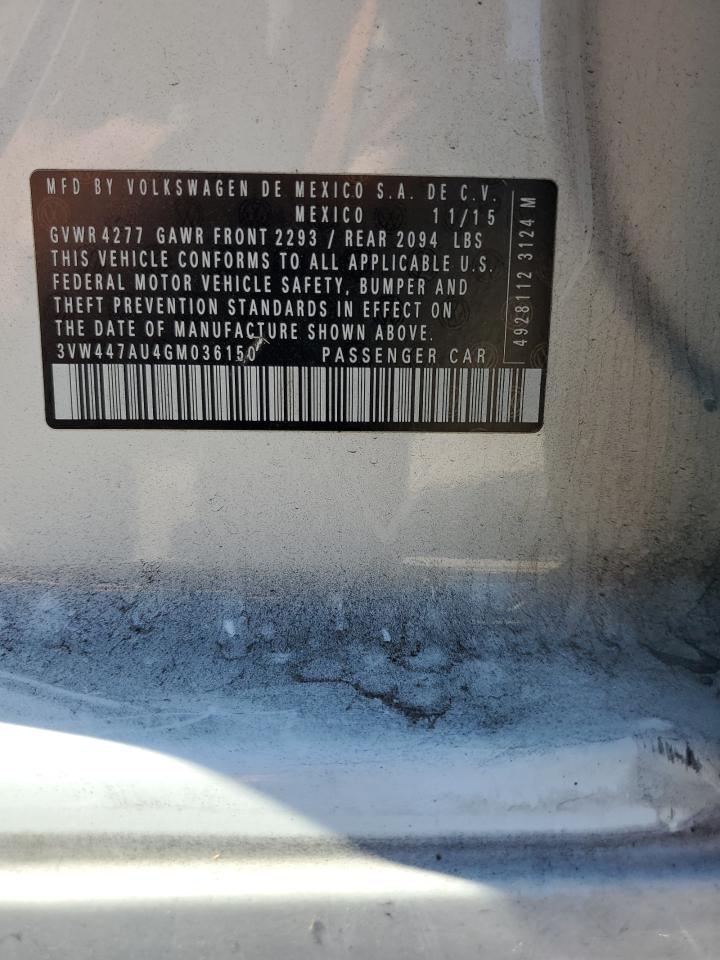 MFD BY VOLKSWAGEN DE MEXICO S.A. DE C.V.
MEXICO 11/15
GVWR 4277 GAWR FRONT 2293 / REAR 2094 LBS
THIS VEHICLE CONFORMS TO ALL APPLICABLE U.S.
FEDERAL MOTOR VEHICLE SAFETY, BUMPER AND
THEFT PREVENTION STANDARDS IN EFFECT ON
THE DATE OF MANUFACTURE SHOWN ABOVE.
3VW447AU4GM036150 PASSENGER CAR
4928112 3124 M